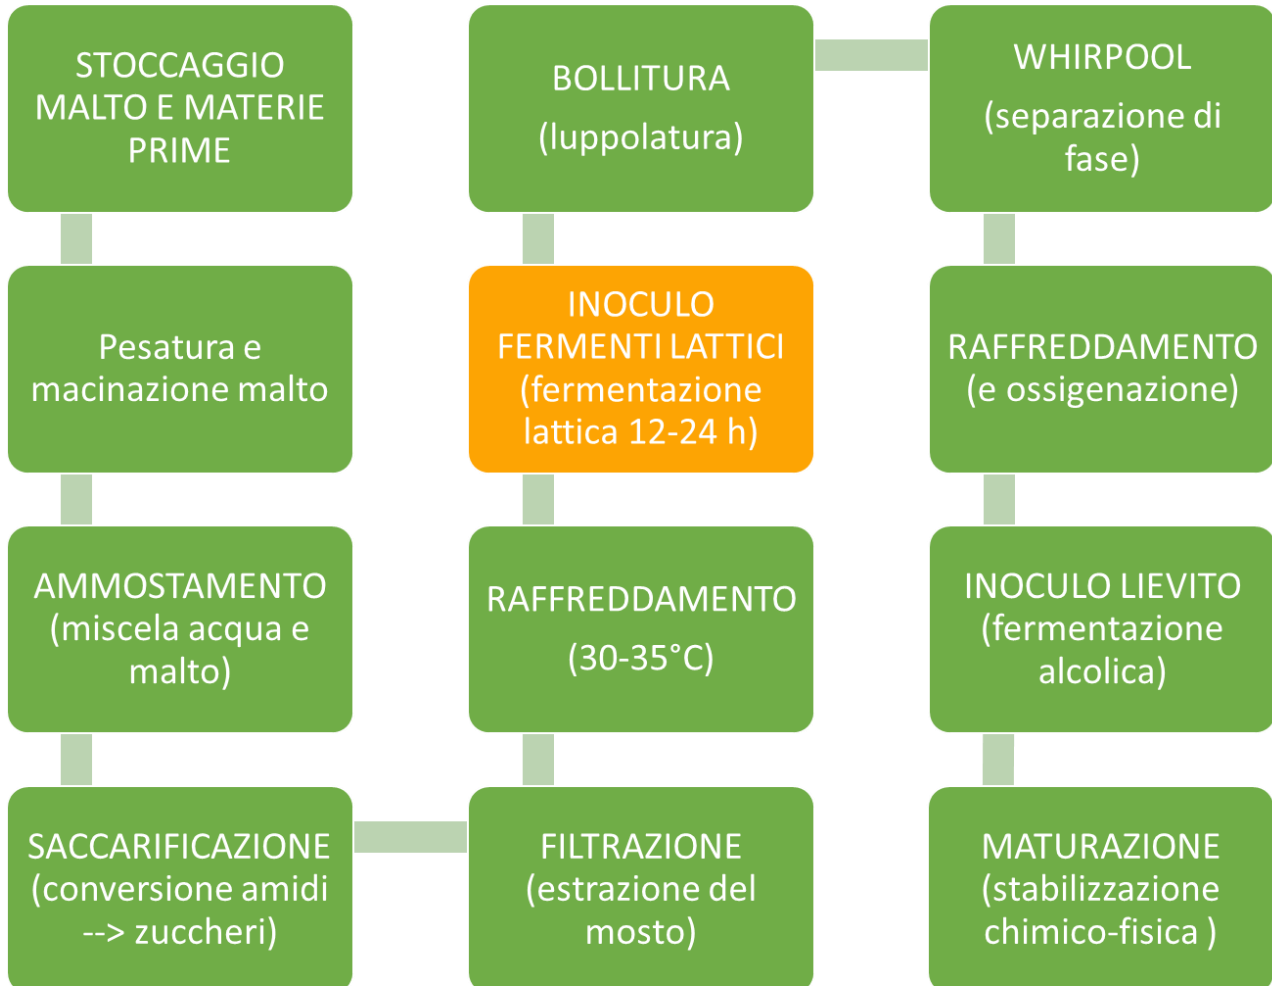 STOCCAGGIO
MALTO E MATERIE
PRIME
Pesatura e
macinazione malto
AMMOSTAMENTO
(miscela acqua e
malto)
SACCARIFICAZIONE
(conversione amidi
--> zuccheri)
FILTRAZIONE
(estrazione del
mosto)
RAFFREDDAMENTO
(30-35°C)
INOCULO
FERMENTI LATTICI
(fermentazione
lattica 12-24 h)
BOLLITURA
(luppolatura)
WHIRPOOL
(separazione di
fase)
RAFFREDDAMENTO
(e ossigenazione)
INOCULO LIEVITO
(fermentazione
alcolica)
MATURAZIONE
(stabilizzazione
chimico-fisica )